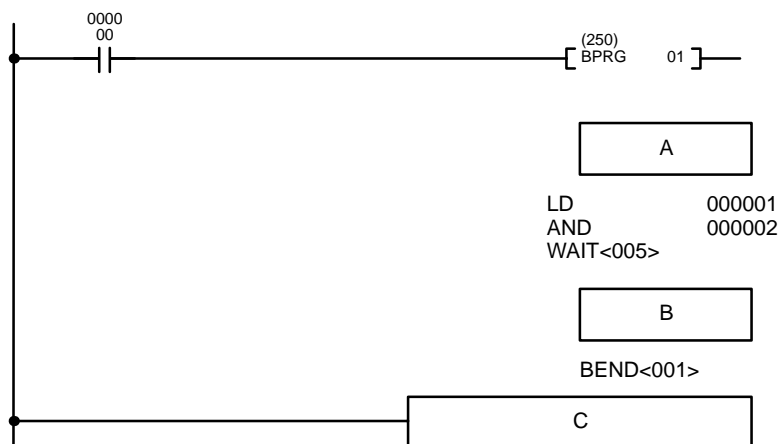 0000
00
(250)
BPRG 01
A
LD 000001
AND 000002
WAIT<005>
B
BEND<001>
C